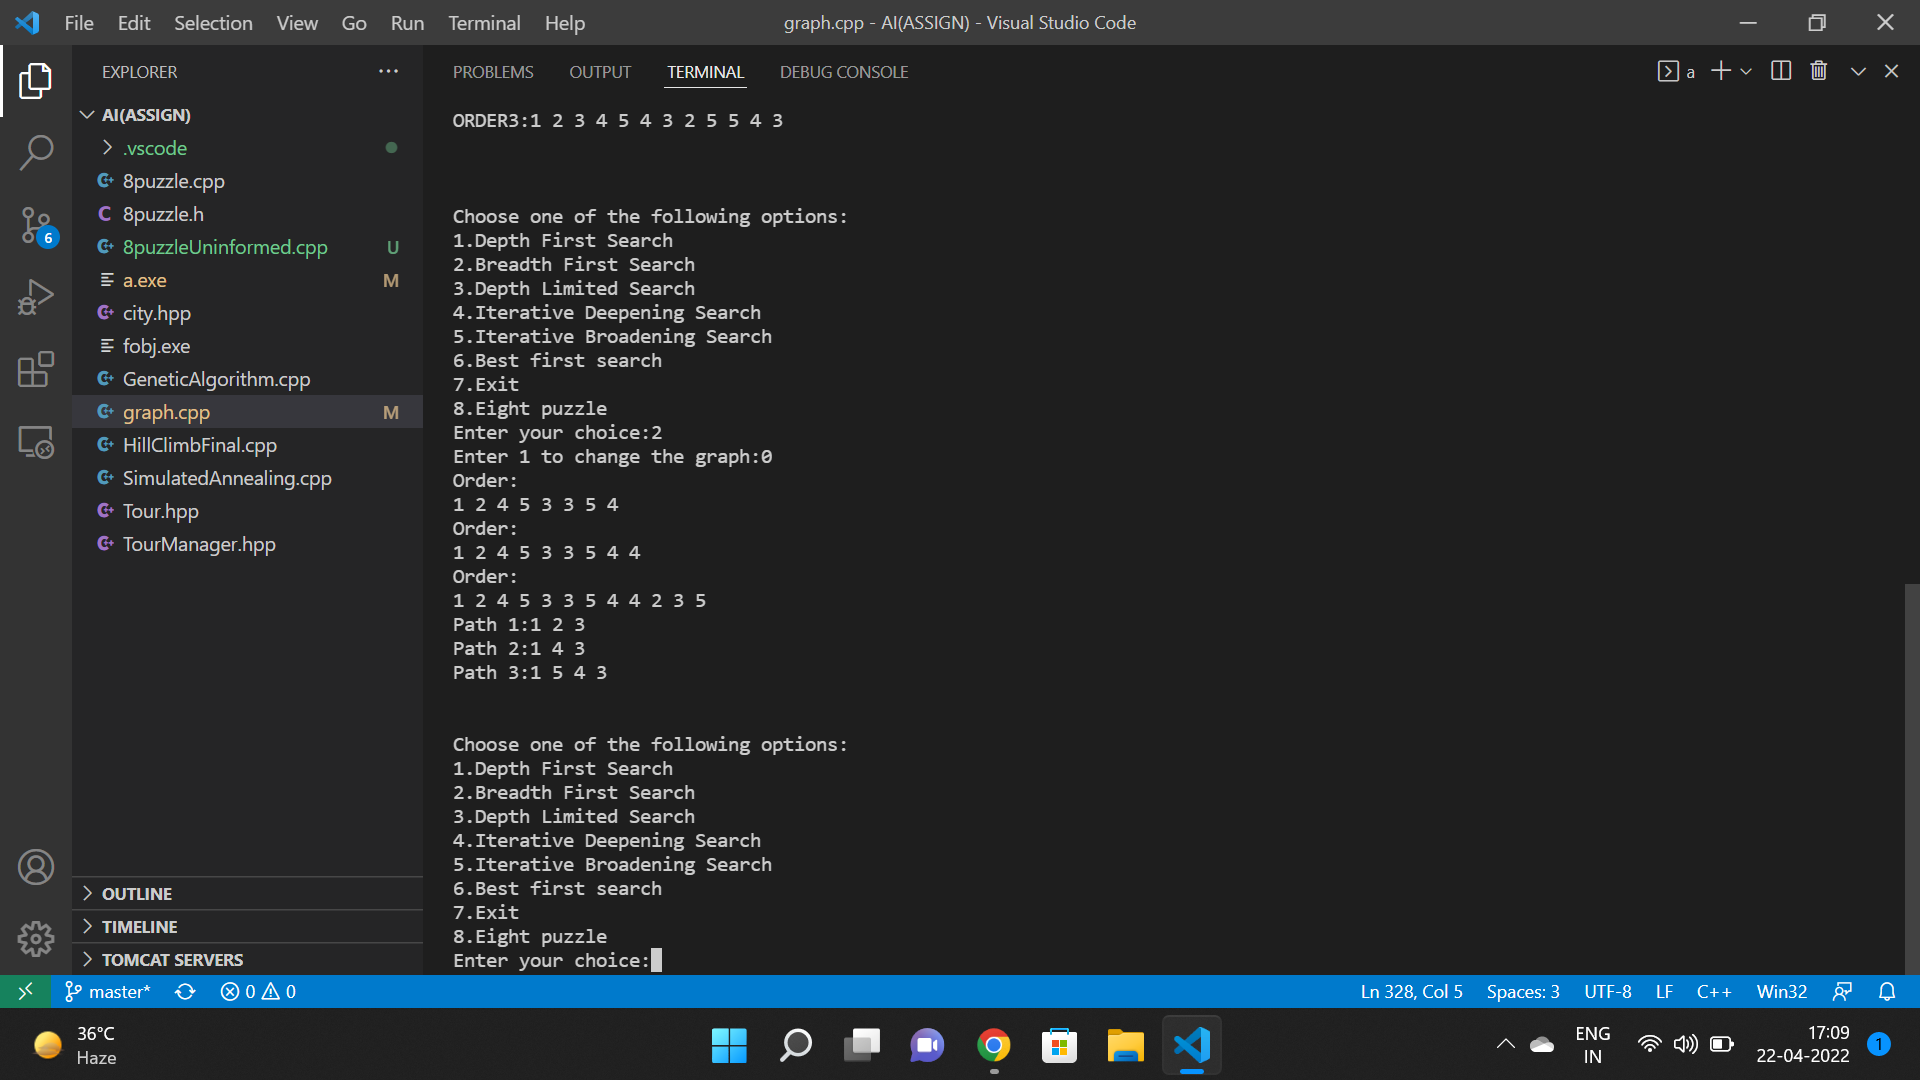 File Edit Selection View Go Run Terminal Help
graph.cpp - AI(ASSIGN) - Visual Studio Code
EXPLORER
AI(ASSIGN)
.vscode
8puzzle.cpp
8puzzle.h
8puzzleUninformed.cpp U
a.exe M
city.hpp
fobj.exe
GeneticAlgorithm.cpp
graph.cpp M
HillClimbFinal.cpp
SimulatedAnnealing.cpp
Tour.hpp
TourManager.hpp
OUTLINE
TIMELINE
TOMCAT SERVERS
6
PROBLEMS OUTPUT TERMINAL DEBUG CONSOLE
a
ORDER3:1 2 3 4 5 4 3 2 5 5 4 3
Choose one of the following options:
1.Depth First Search
2.Breadth First Search
3.Depth Limited Search
4.Iterative Deepening Search
5.Iterative Broadening Search
6.Best first search
7.Exit
8.Eight puzzle
Enter your choice:2
Enter 1 to change the graph:0
Order:
1 2 4 5 3 3 5 4
Order:
1 2 4 5 3 3 5 4 4
Order:
1 2 4 5 3 3 5 4 4 2 3 5
Path 1:1 2 3
Path 2:1 4 3
Path 3:1 5 4 3
Choose one of the following options:
1.Depth First Search
2.Breadth First Search
3.Depth Limited Search
4.Iterative Deepening Search
5.Iterative Broadening Search
6.Best first search
7.Exit
8.Eight puzzle
Enter your choice:
master* 0 0
Ln 328, Col 5 Spaces: 3 UTF-8 LF C++ Win32
36°C
Haze
ENG
IN
17:09
22-04-2022
1